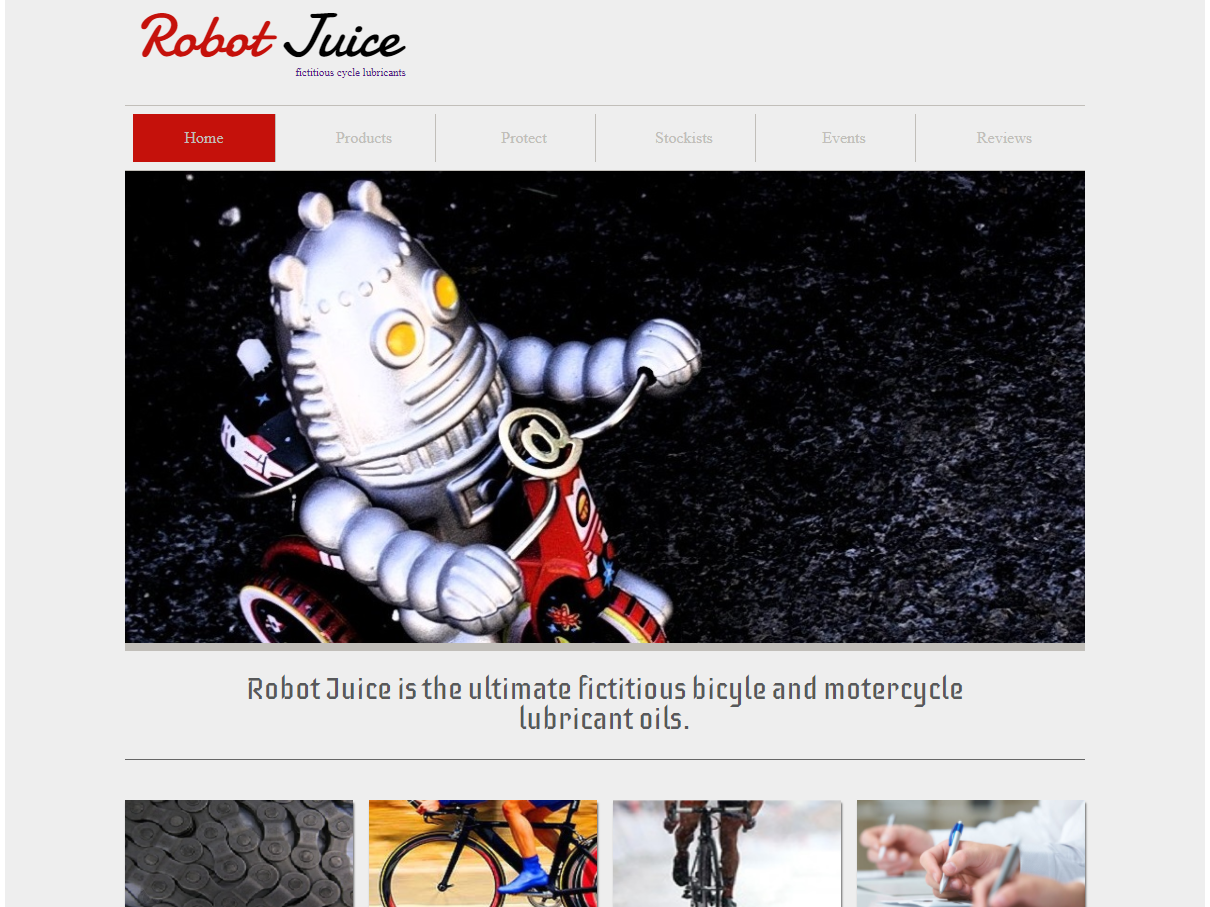 Robot Juice
fictitious cycle lubricants
Home Products Protect Stockists Events Reviews
@
Robot Juice is the ultimate fictitious bicyle and motercycle
lubricant oils.